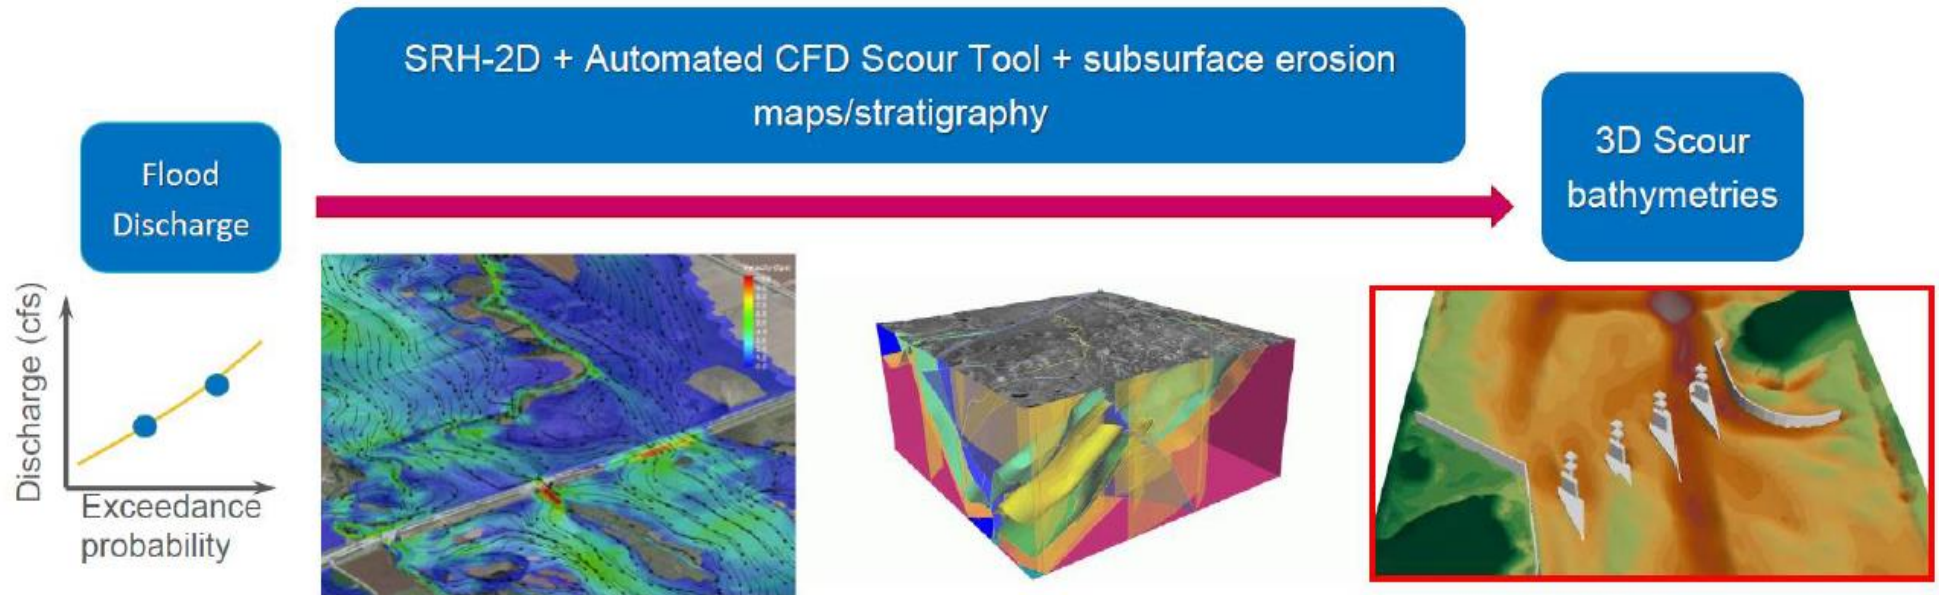 SRH-2D + Automated CFD Scour Tool + subsurface erosion
maps/stratigraphy
Flood
Discharge
3D Scour
bathymetries
Discharge (cfs)
Exceedance
probability